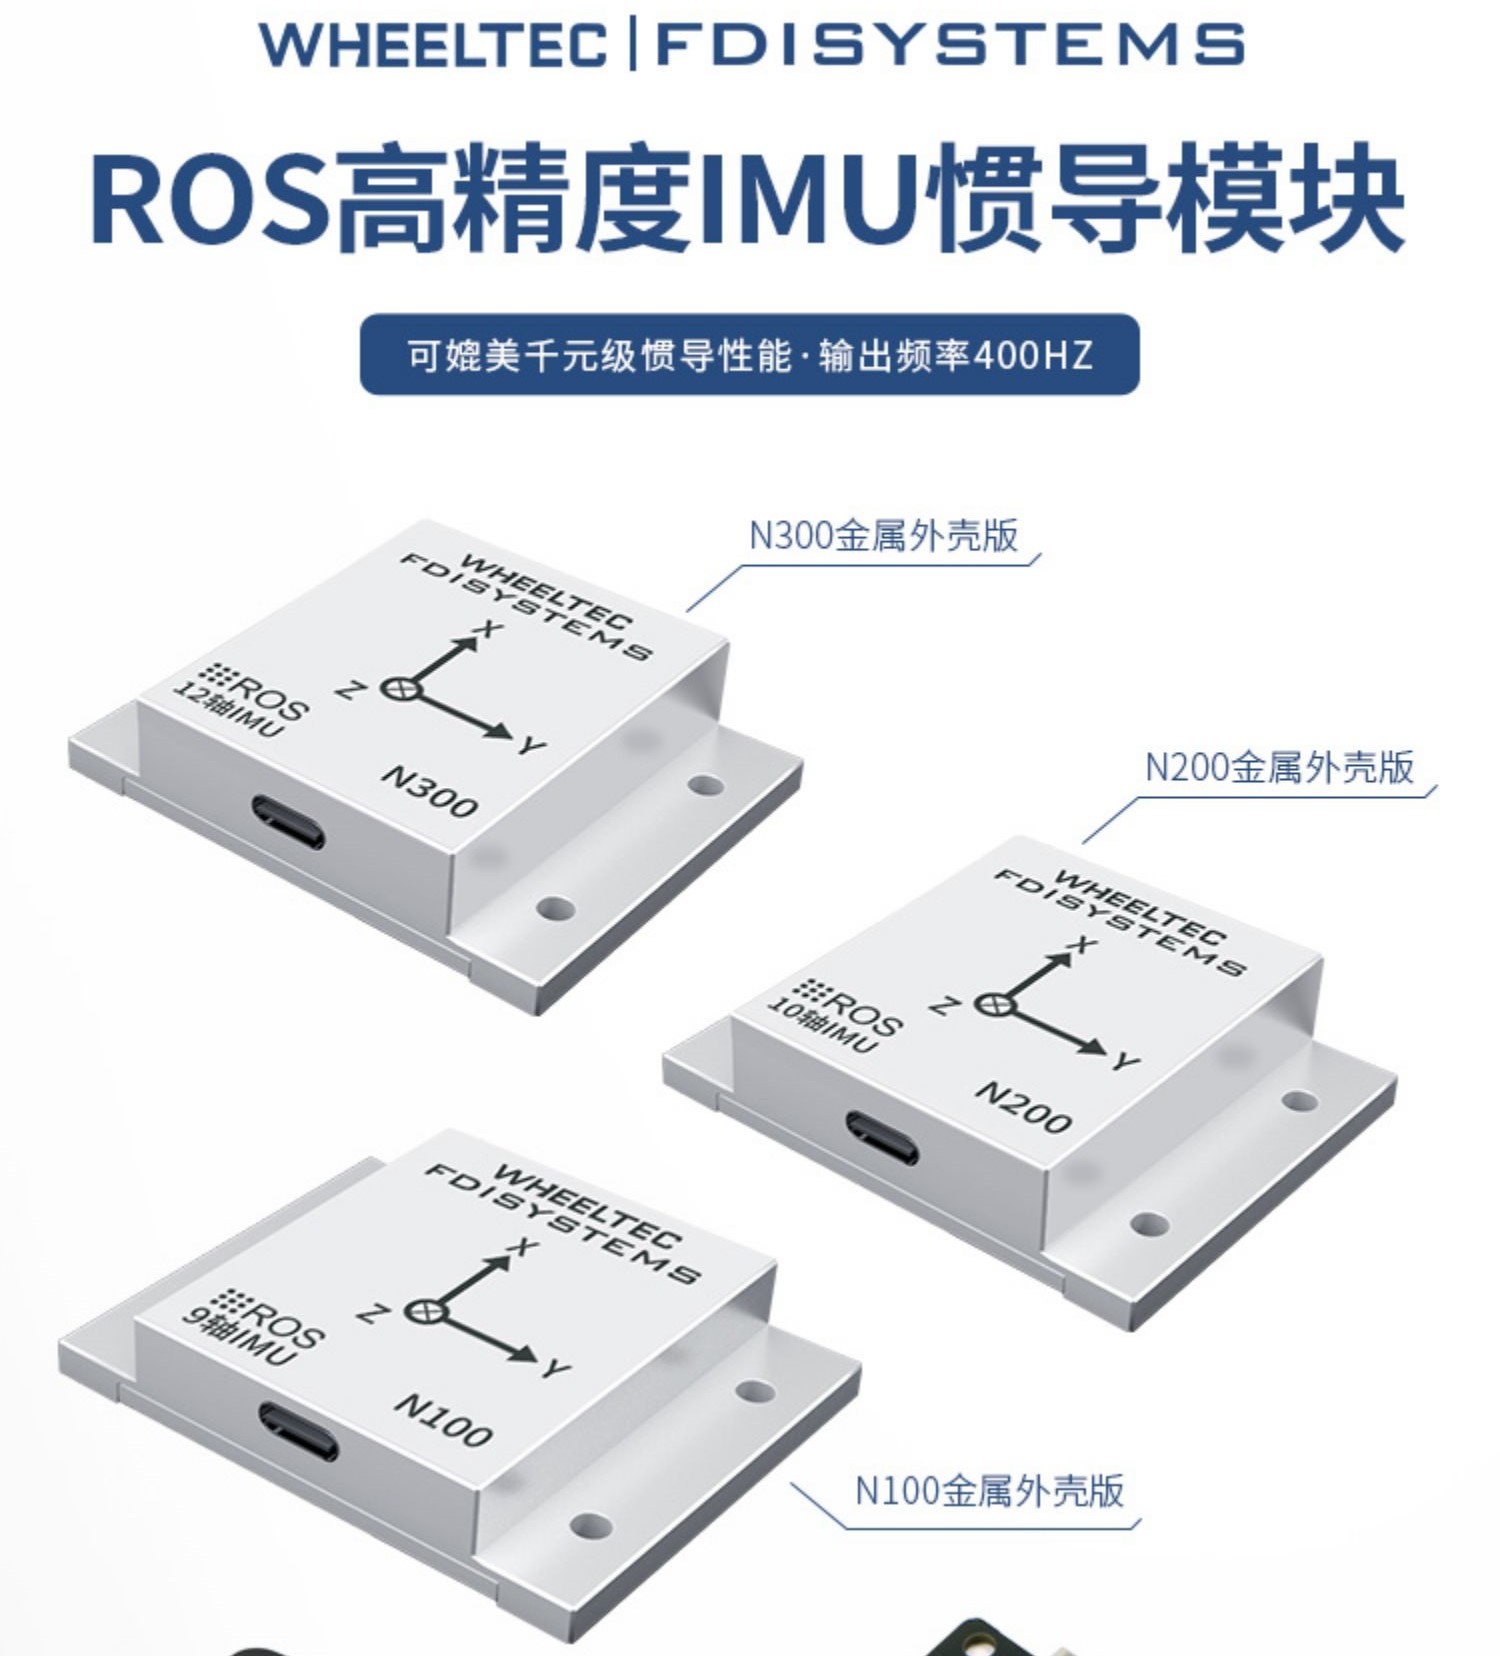 WHEELTEC|FDISYSTEMS
ROS高精度IMU惯导模块
可媲美千元级惯导性能·输出频率400HZ
N300金属外壳版
WHEELTEC
FDISYSTEMS
X
Z
Y
ROS
12轴IMU
N300
N200金属外壳版
WHEELTEC
FDISYSTEMS
X
Z
Y
ROS
10轴IMU
N200
WHEELTEC
FDISYSTEMS
X
Z
Y
ROS
9轴IMU
N100
N100金属外壳版